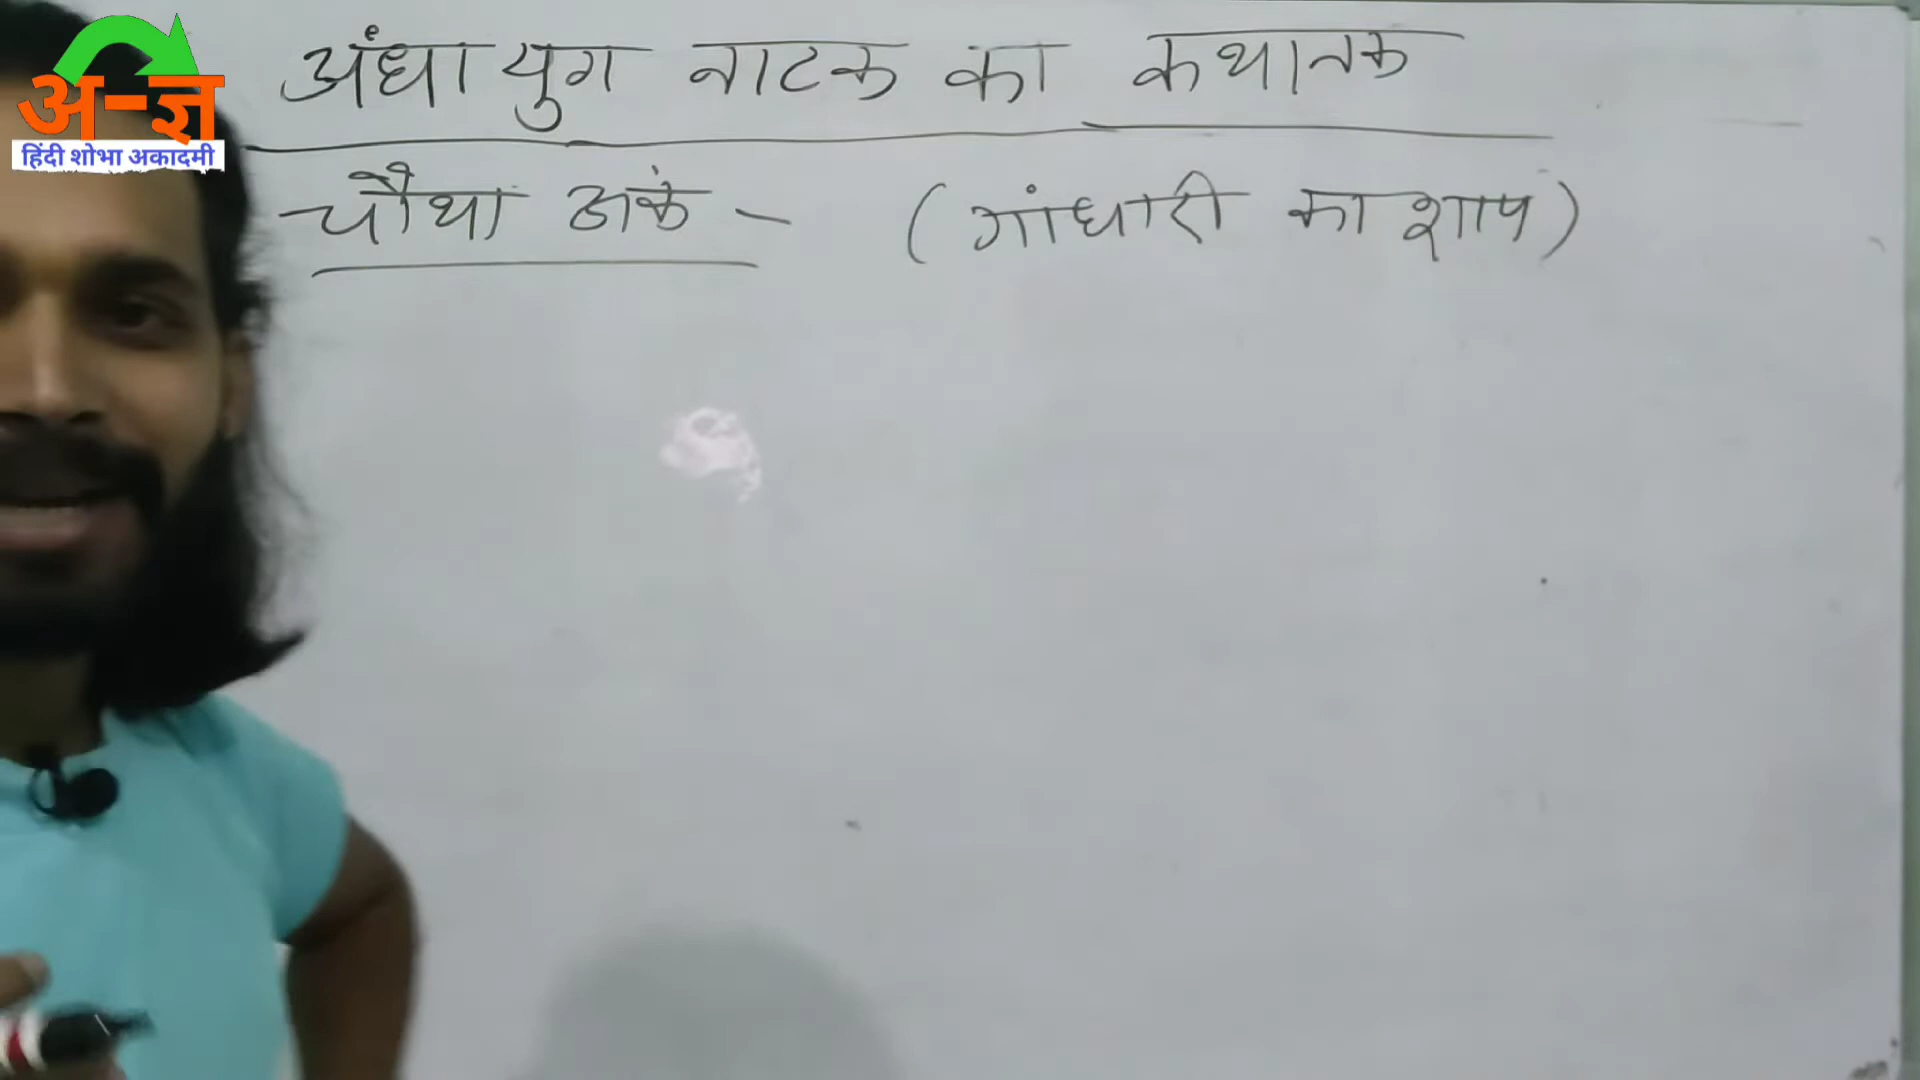 अ-ज्ञ
हिंदी शोभा अकादमी
अंधा युग नाटक का कथानक
चौथा अंक - (गांधारी का शाप)